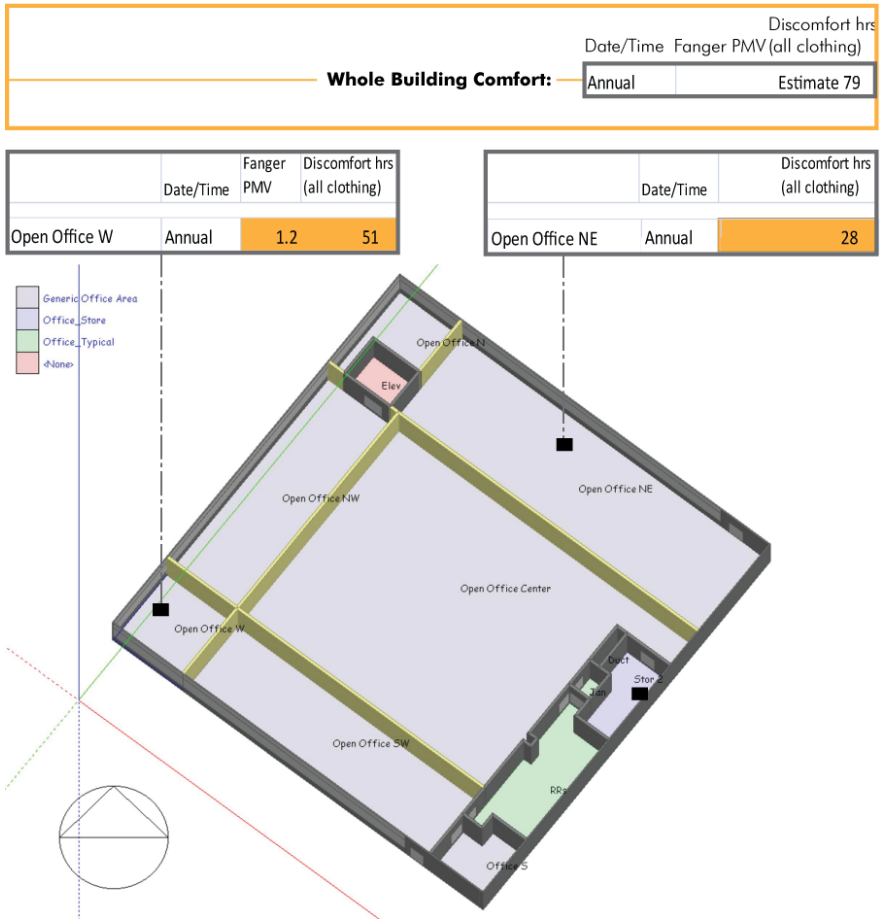 Discomfort hrs
Date/Time Fanger PMV (all clothing)
Whole Building Comfort: Annual Estimate 79
Fanger Discomfort hrs
Date/Time PMV (all clothing)
Open Office W Annual 1.2 51
Discomfort hrs
Date/Time (all clothing)
Open Office NE Annual 28
Generic Office Area
Office_Store
Office_Typical
<None>
Open Office N
Elev
Open Office NW
Open Office NE
Open Office Center
Open Office W
Duct
Stor 2
Jan
Open Office SW
RRs
Office S